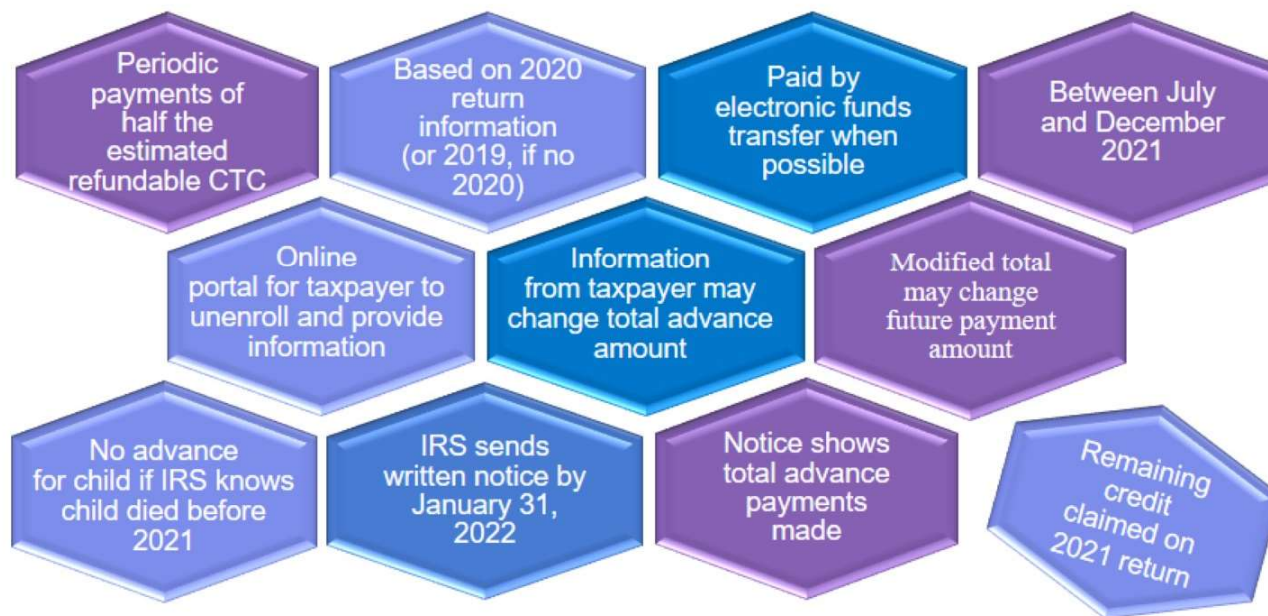 Periodic
payments of
half the
estimated
refundable CTC
Based on 2020
return
information
(or 2019, if no
2020)
Paid by
electronic funds
transfer when
possible
Between July
and December
2021
Online
portal for taxpayer to
unenroll and provide
information
Information
from taxpayer may
change total advance
amount
Modified total
may change
future payment
amount
No advance
for child if IRS knows
child died before
2021
IRS sends
written notice by
January 31,
2022
Notice shows
total advance
payments
made
Remaining
credit
claimed on
2021 return